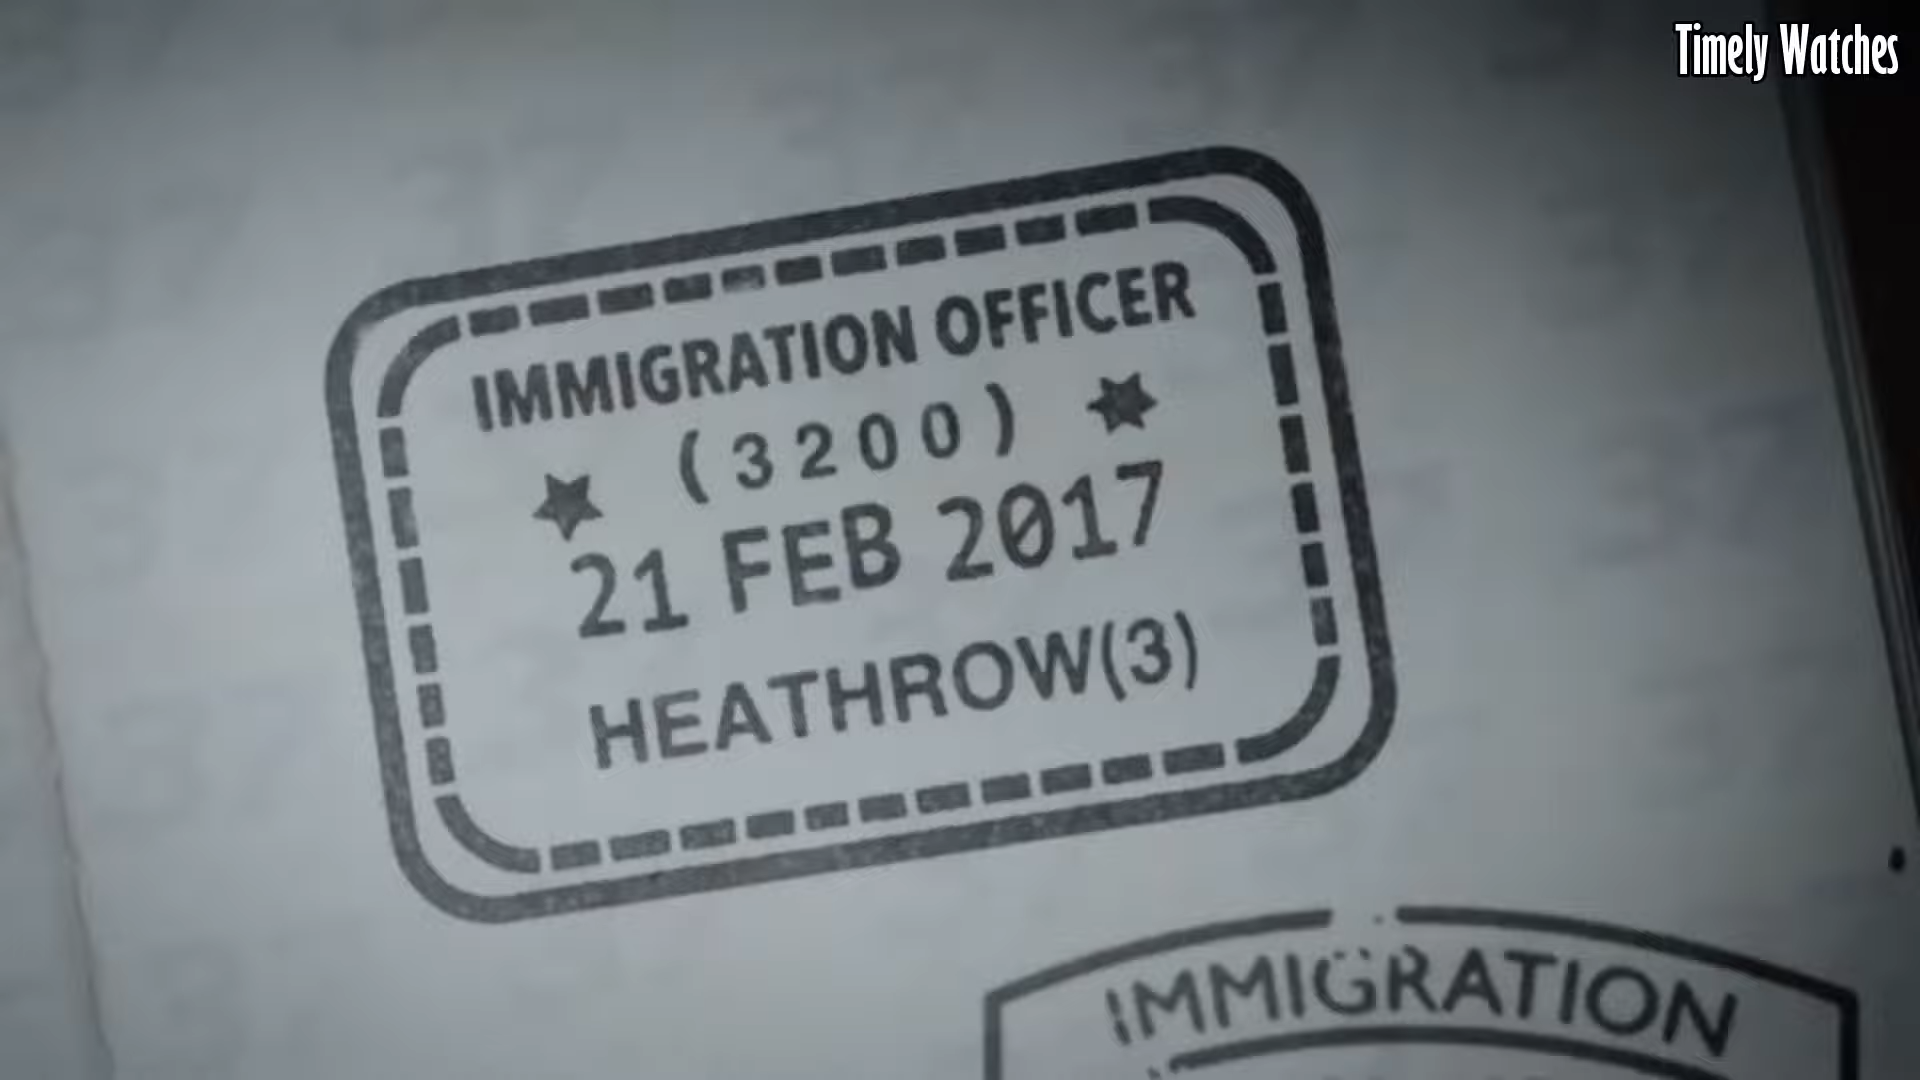 Timely Watches
IMMIGRATION OFFICER
(3200)
21 FEB 2017
HEATHROW(3)
IMMIGRATION